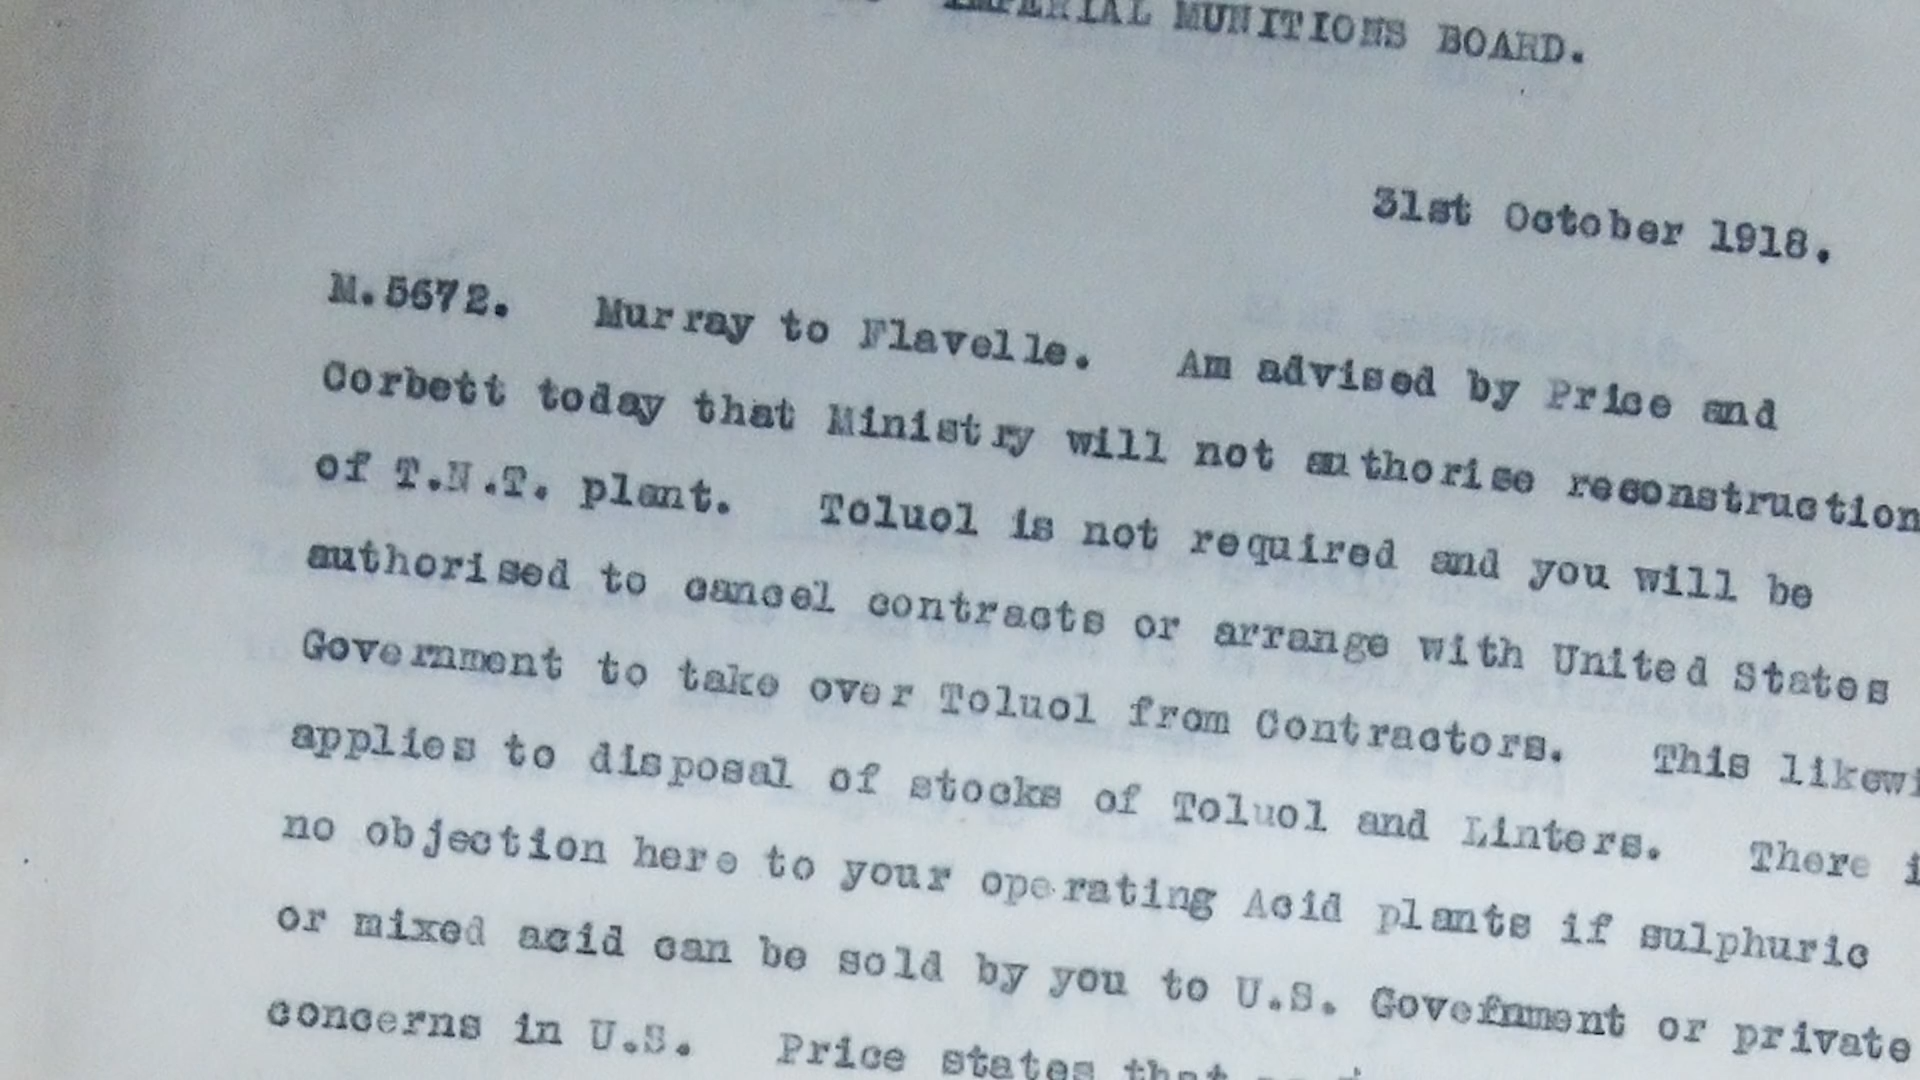 IMPERIAL MUNITIONS BOARD.
31st October 1918.
M.5672. Murray to Flavelle. Am advised by Price and
Corbett today that Ministry will not authorise reconstruction
of T.N.T. plant. Toluol is not required and you will be
authorised to cancel contracts or arrange with United States
Government to take over Toluol from Contractors. This likewi
applies to disposal of stocks of Toluol and Linters. There i
no objection here to your operating Acid plants if sulphuric
or mixed acid can be sold by you to U.S. Govefnment or private
concerns in U.S. Price states that